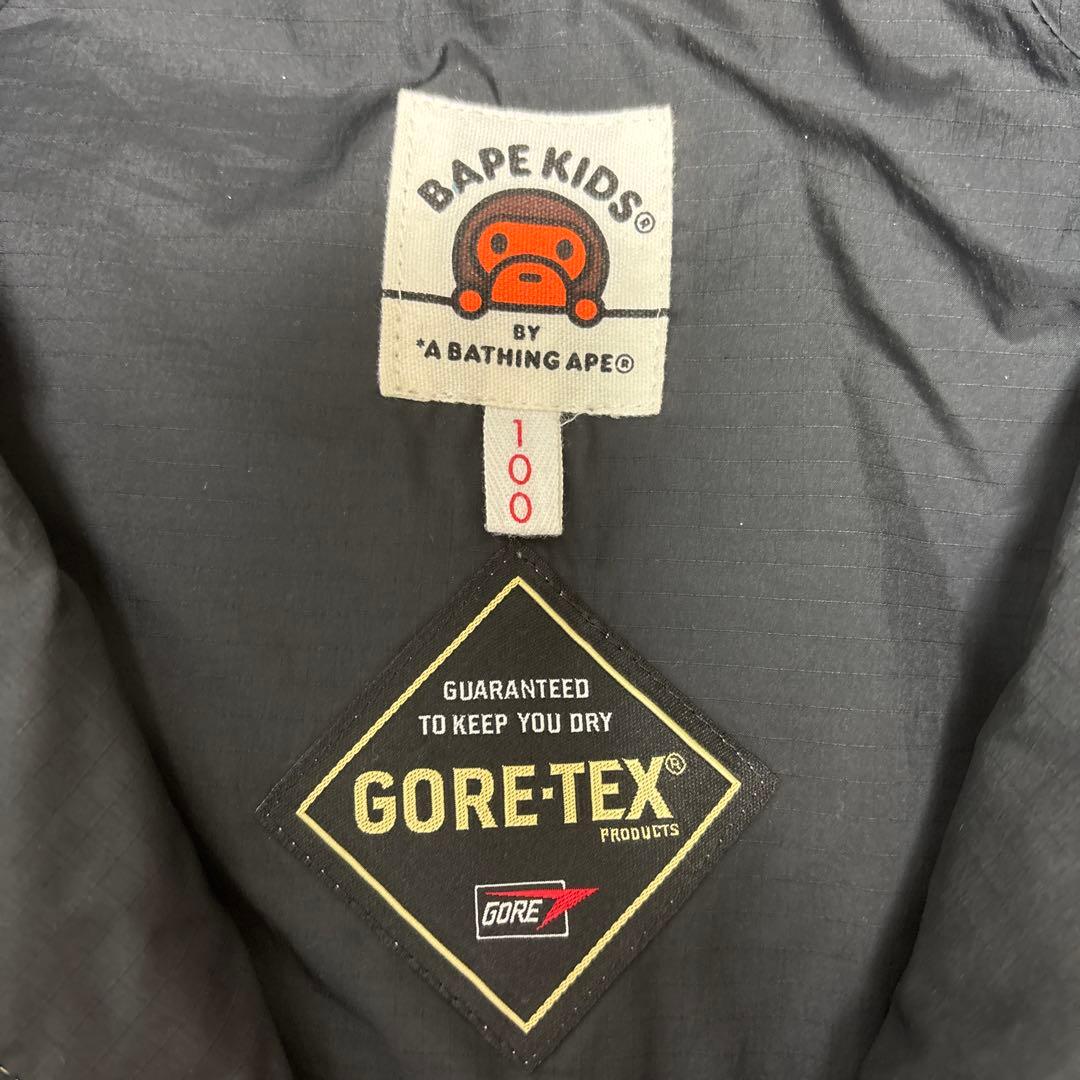 BAPE KIDS®
BY
*A BATHING APE®
100
GUARANTEED
TO KEEP YOU DRY
GORE-TEX®
PRODUCTS
GORE